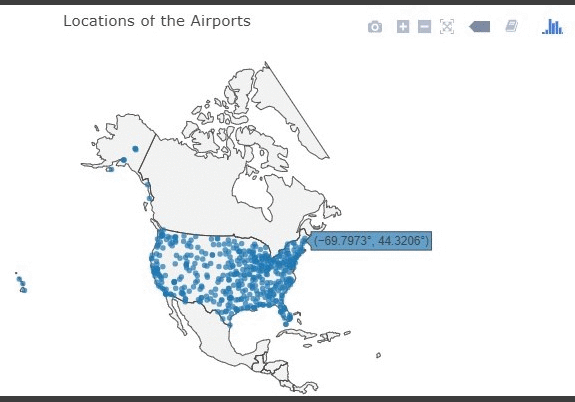 Locations of the Airports
(−69.7973°, 44.3206°)